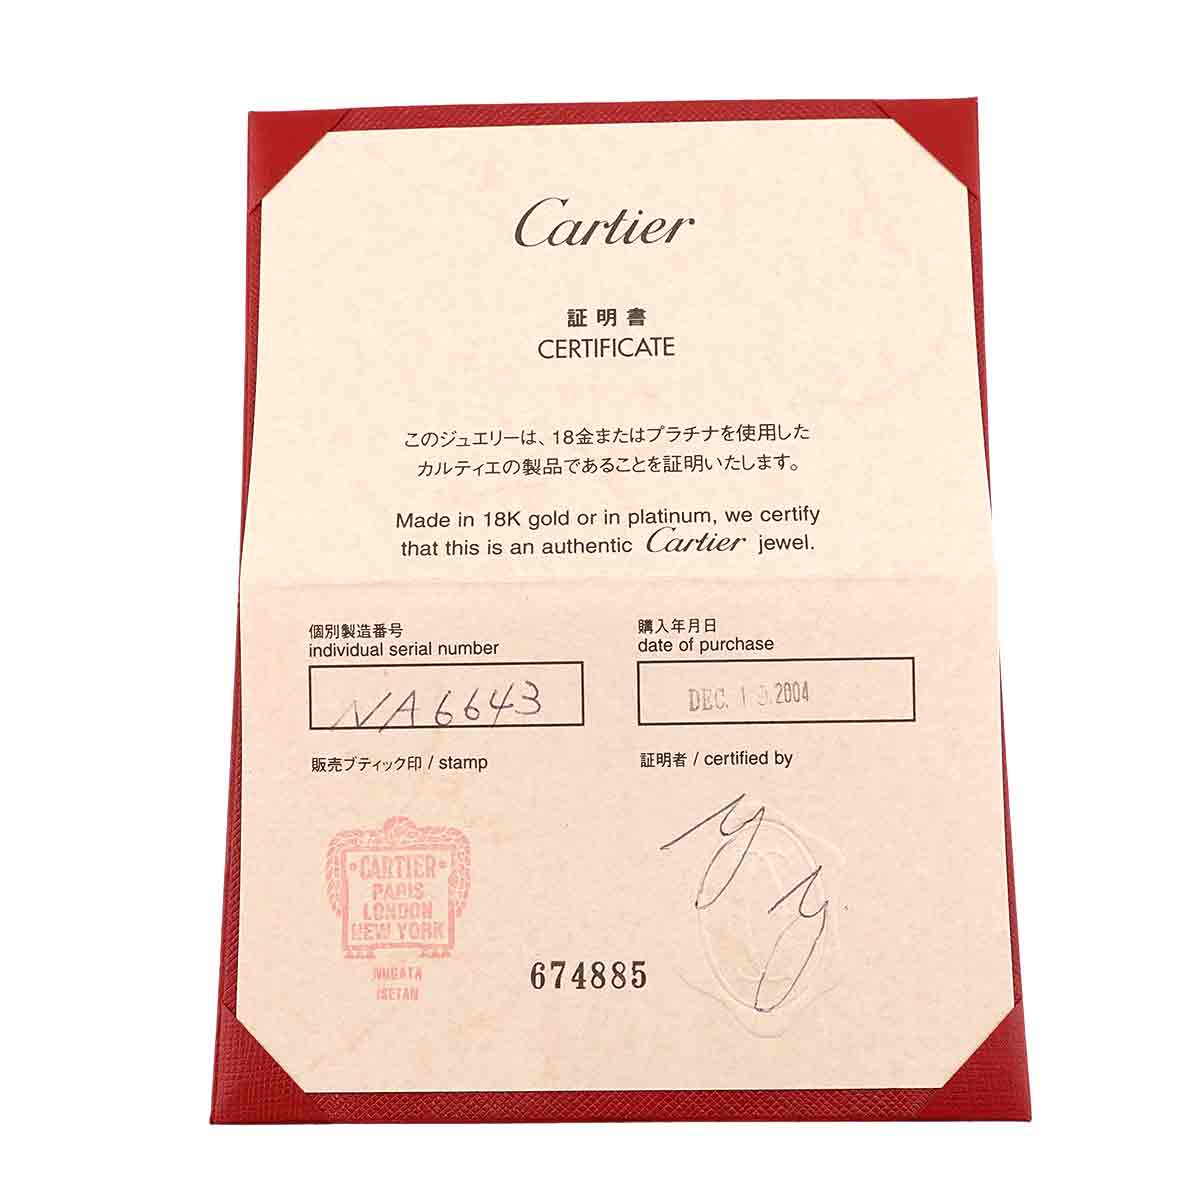 Cartier
証明書
CERTIFICATE
このジュエリーは、18金またはプラチナを使用した
カルティエの製品であることを証明いたします。
Made in 18K gold or in platinum, we certify
that this is an authentic Cartier jewel.
個別製造番号
individual serial number
NA6643
購入年月日
date of purchase
DEC. 2004
販売ブティック印 / stamp
証明者 / certified by
CARTIER
PARIS
LONDON
NEW YORK
ISETAN
674885